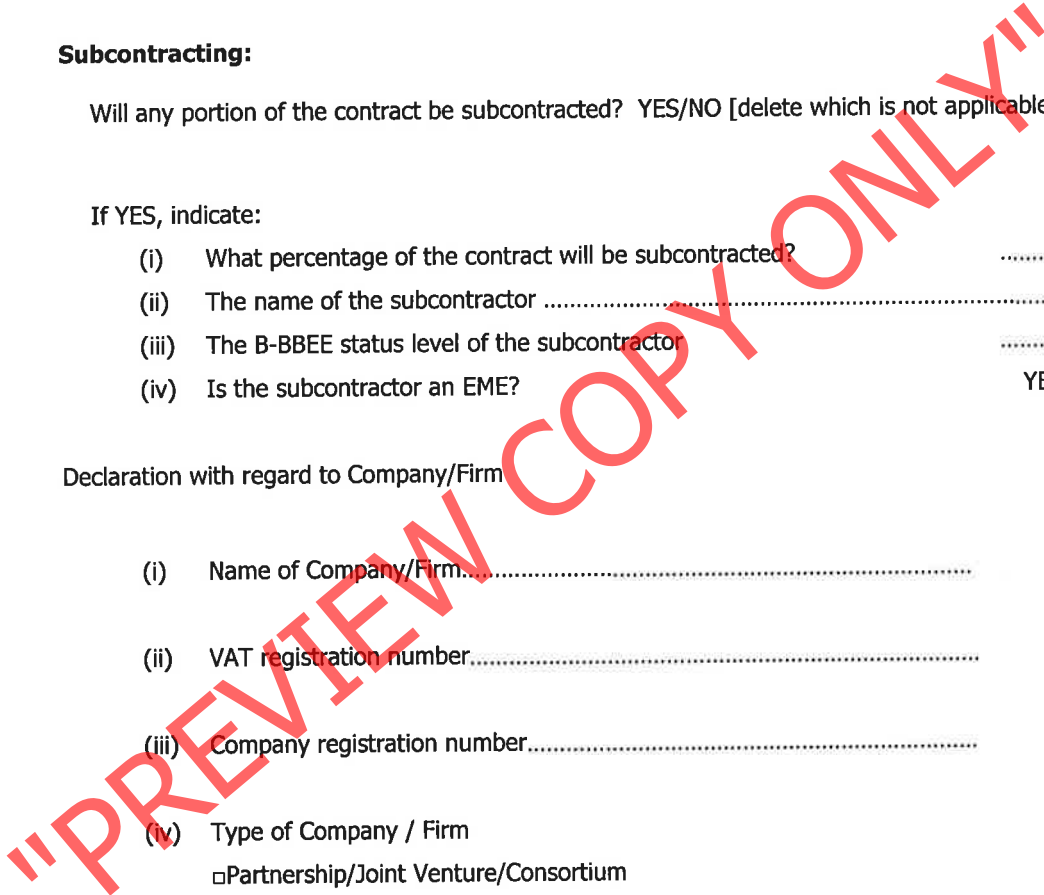 Subcontracting:
Will any portion of the contract be subcontracted? YES/NO [delete which is not applicable
If YES, indicate:
(i) What percentage of the contract will be subcontracted? .......
(ii) The name of the subcontractor ..............................................................................
(iii) The B-BBEE status level of the subcontractor .......
(iv) Is the subcontractor an EME? YE
Declaration with regard to Company/Firm
(i) Name of Company/Firm..............................................................................
(ii) VAT registration number..............................................................................
(iii) Company registration number....................................................................
(iv) Type of Company / Firm
□Partnership/Joint Venture/Consortium
"PREVIEW COPY ONLY"